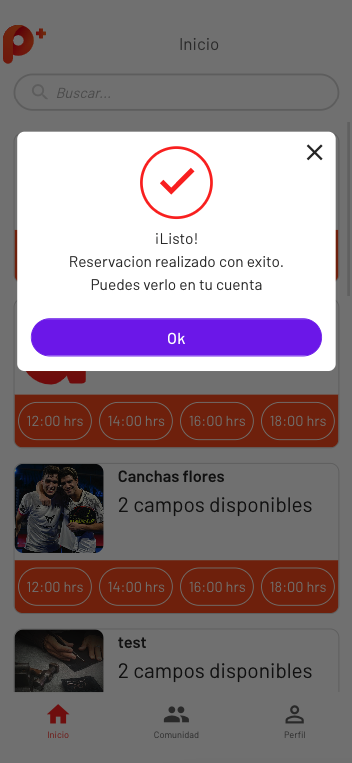 p+
Inicio
Buscar...
¡Listo!
Reservacion realizado con exito.
Puedes verlo en tu cuenta
Ok
12:00 hrs 14:00 hrs 16:00 hrs 18:00 hrs
Canchas flores
2 campos disponibles
12:00 hrs 14:00 hrs 16:00 hrs 18:00 hrs
test
2 campos disponibles
Inicio Comunidad Perfil